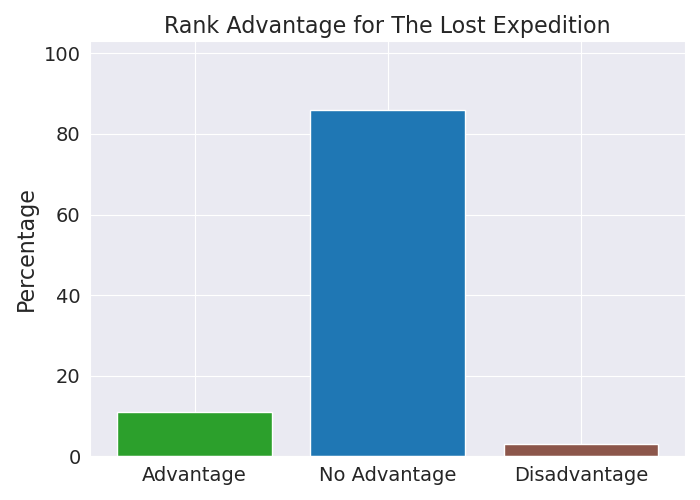 Rank Advantage for The Lost Expedition
100
80
60
40
20
0
Percentage
Advantage
No Advantage
Disadvantage